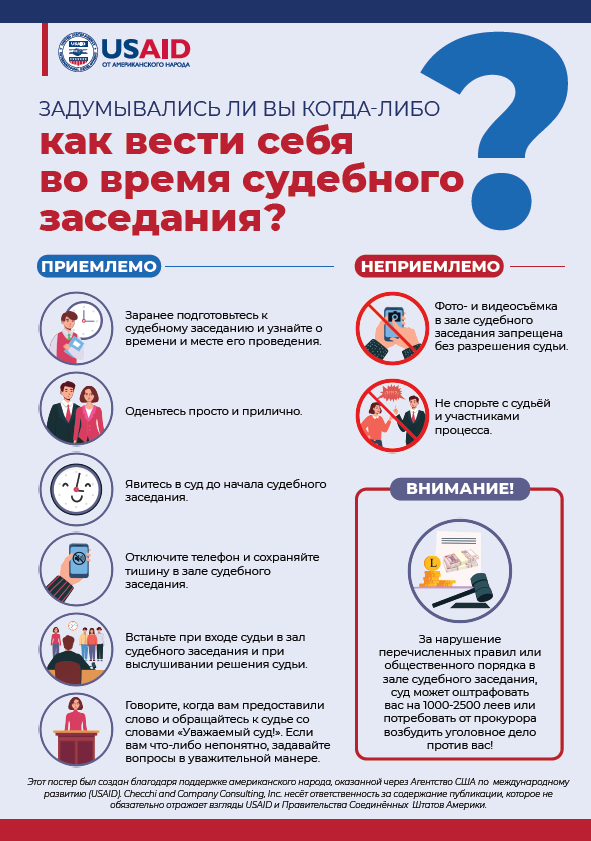 USAID
ОТ АМЕРИКАНСКОГО НАРОДА
ЗАДУМЫВАЛИСЬ ЛИ ВЫ КОГДА-ЛИБО
как вести себя
во время судебного
заседания?
?
ПРИЕМЛЕМО
Заранее подготовьтесь к
судебному заседанию и узнайте о
времени и месте его проведения.
Оденьтесь просто и прилично.
Явитесь в суд до начала судебного
заседания.
Отключите телефон и сохраняйте
тишину в зале судебного
заседания.
Встаньте при входе судьи в зал
судебного заседания и при
выслушивании решения судьи.
Говорите, когда вам предоставили
слово и обращайтесь к судье со
словами «Уважаемый суд!». Если
вам что-либо непонятно, задавайте
вопросы в уважительной манере.
НЕПРИЕМЛЕМО
Фото- и видеосъёмка
в зале судебного
заседания запрещена
без разрешения судьи.
Не спорьте с судьёй
и участниками
процесса.
ВНИМАНИЕ!
L
За нарушение
перечисленных правил или
общественного порядка в
зале судебного заседания,
суд может оштрафовать
вас на 1000-2500 леев или
потребовать от прокурора
возбудить уголовное дело
против вас!
Этот постер был создан благодаря поддержке американского народа, оказанной через Агентство США по международному
развитию (USAID). Checchi and Company Consulting, Inc. несёт ответственность за содержание публикации, которое не
обязательно отражает взгляды USAID и Правительства Соединённых Штатов Америки.